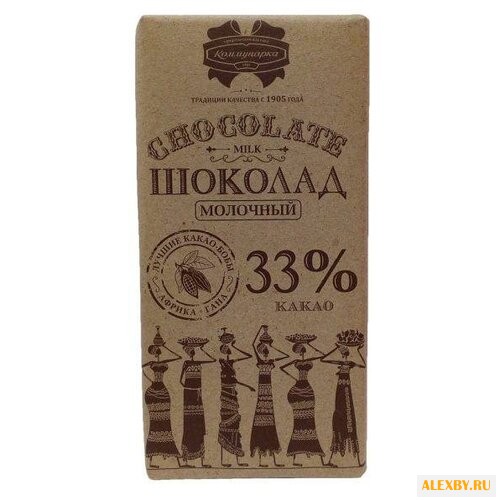 Коммунарка
ТРАДИЦИИ КАЧЕСТВА С 1905 ГОДА
CHOCOLATE
MILK
ШОКОЛАД
МОЛОЧНЫЙ
ЛУЧШИЕ КАКАО-БОБЫ
АФРИКА · ГАНА
33%
КАКАО
ALEXBY.RU